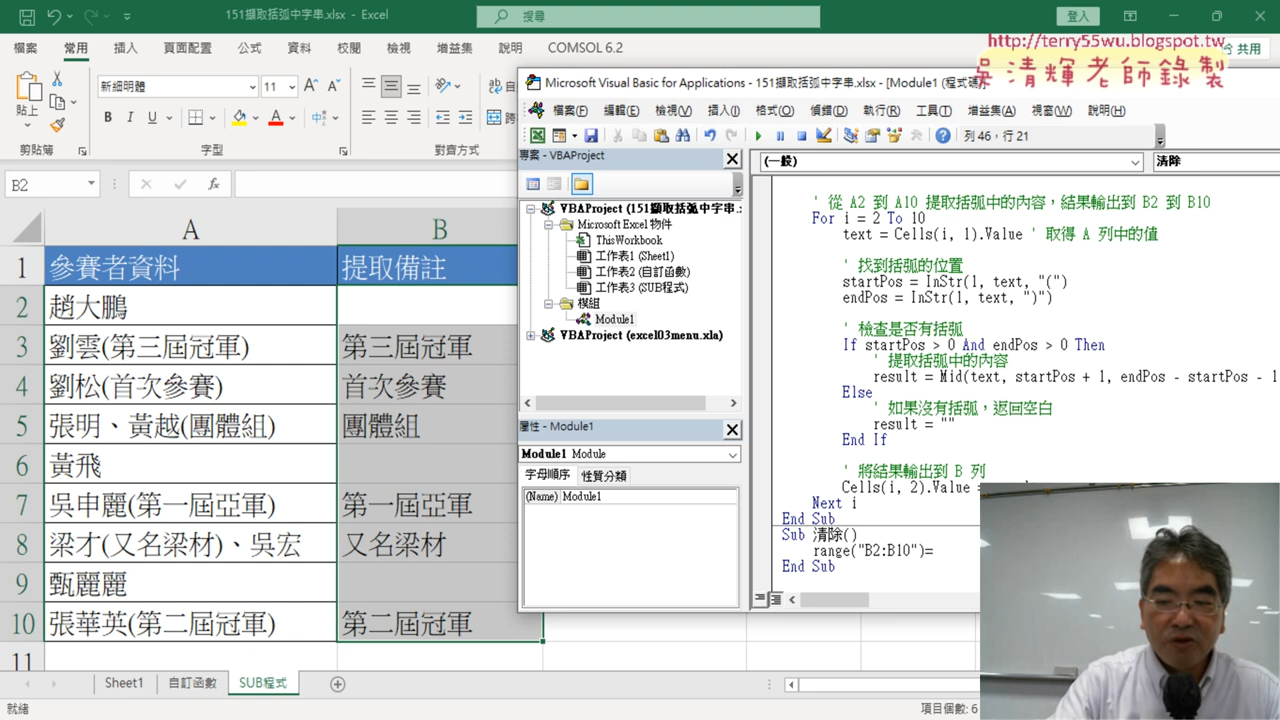 151擷取括弧中字串.xlsx - Excel
搜尋
登入
檔案 常用 插入 頁面配置 公式 資料 校閱 檢視 增益集 說明 COMSOL 6.2
共用
http://terry55wu.blogspot.tw
吳清輝老師錄製
貼上
新細明體 11
B I U A 中
剪貼簿 字型 對齊方式
B2 fx
A B
1 參賽者資料 提取備註
2 趙大鵬
3 劉雲(第三屆冠軍) 第三屆冠軍
4 劉松(首次參賽) 首次參賽
5 張明、黃越(團體組) 團體組
6 黃飛
7 吳申麗(第一屆亞軍) 第一屆亞軍
8 梁才(又名梁材)、吳宏 又名梁材
9 甄麗麗
10 張華英(第二屆冠軍) 第二屆冠軍
11
Sheet1 自訂函數 SUB程式
就緒
項目個數: 6
Microsoft Visual Basic for Applications - 151擷取括弧中字串.xlsx - [Module1 (程式碼)]
檔案(F) 編輯(E) 檢視(V) 插入(I) 格式(O) 偵錯(D) 執行(R) 工具(T) 增益集(A) 視窗(W) 說明(H)
列 46，行 21
專案 - VBAProject
VBAProject (151擷取括弧中字串.:
Microsoft Excel 物件
ThisWorkbook
工作表1 (Sheet1)
工作表2 (自訂函數)
工作表3 (SUB程式)
模組
Module1
VBAProject (excel03menu.xla)
屬性 - Module1
Module1 Module
字母順序 性質分類
(Name) Module1
(一般) 清除
' 從 A2 到 A10 提取括弧中的內容，結果輸出到 B2 到 B10
For i = 2 To 10
text = Cells(i, 1).Value ' 取得 A 列中的值
' 找到括弧的位置
startPos = InStr(1, text, "(")
endPos = InStr(1, text, ")")
' 檢查是否有括弧
If startPos > 0 And endPos > 0 Then
' 提取括弧中的內容
result = Mid(text, startPos + 1, endPos - startPos - 1
Else
' 如果沒有括弧，返回空白
result = ""
End If
' 將結果輸出到 B 列
Cells(i, 2).Value =
Next i
End Sub
Sub 清除()
range("B2:B10")=
End Sub